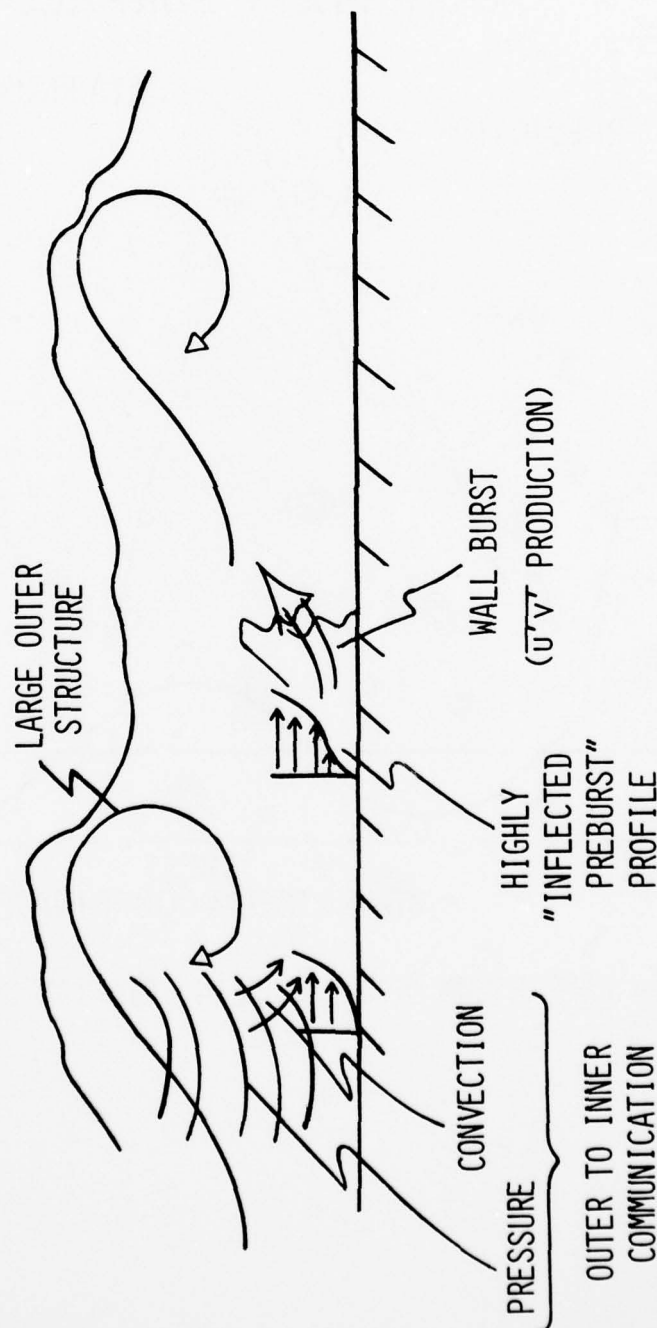 LARGE OUTER
STRUCTURE
PRESSURE
CONVECTION
OUTER TO INNER
COMMUNICATION
HIGHLY
"INFLECTED
PREBURST"
PROFILE
WALL BURST
(u̅'v̅' PRODUCTION)